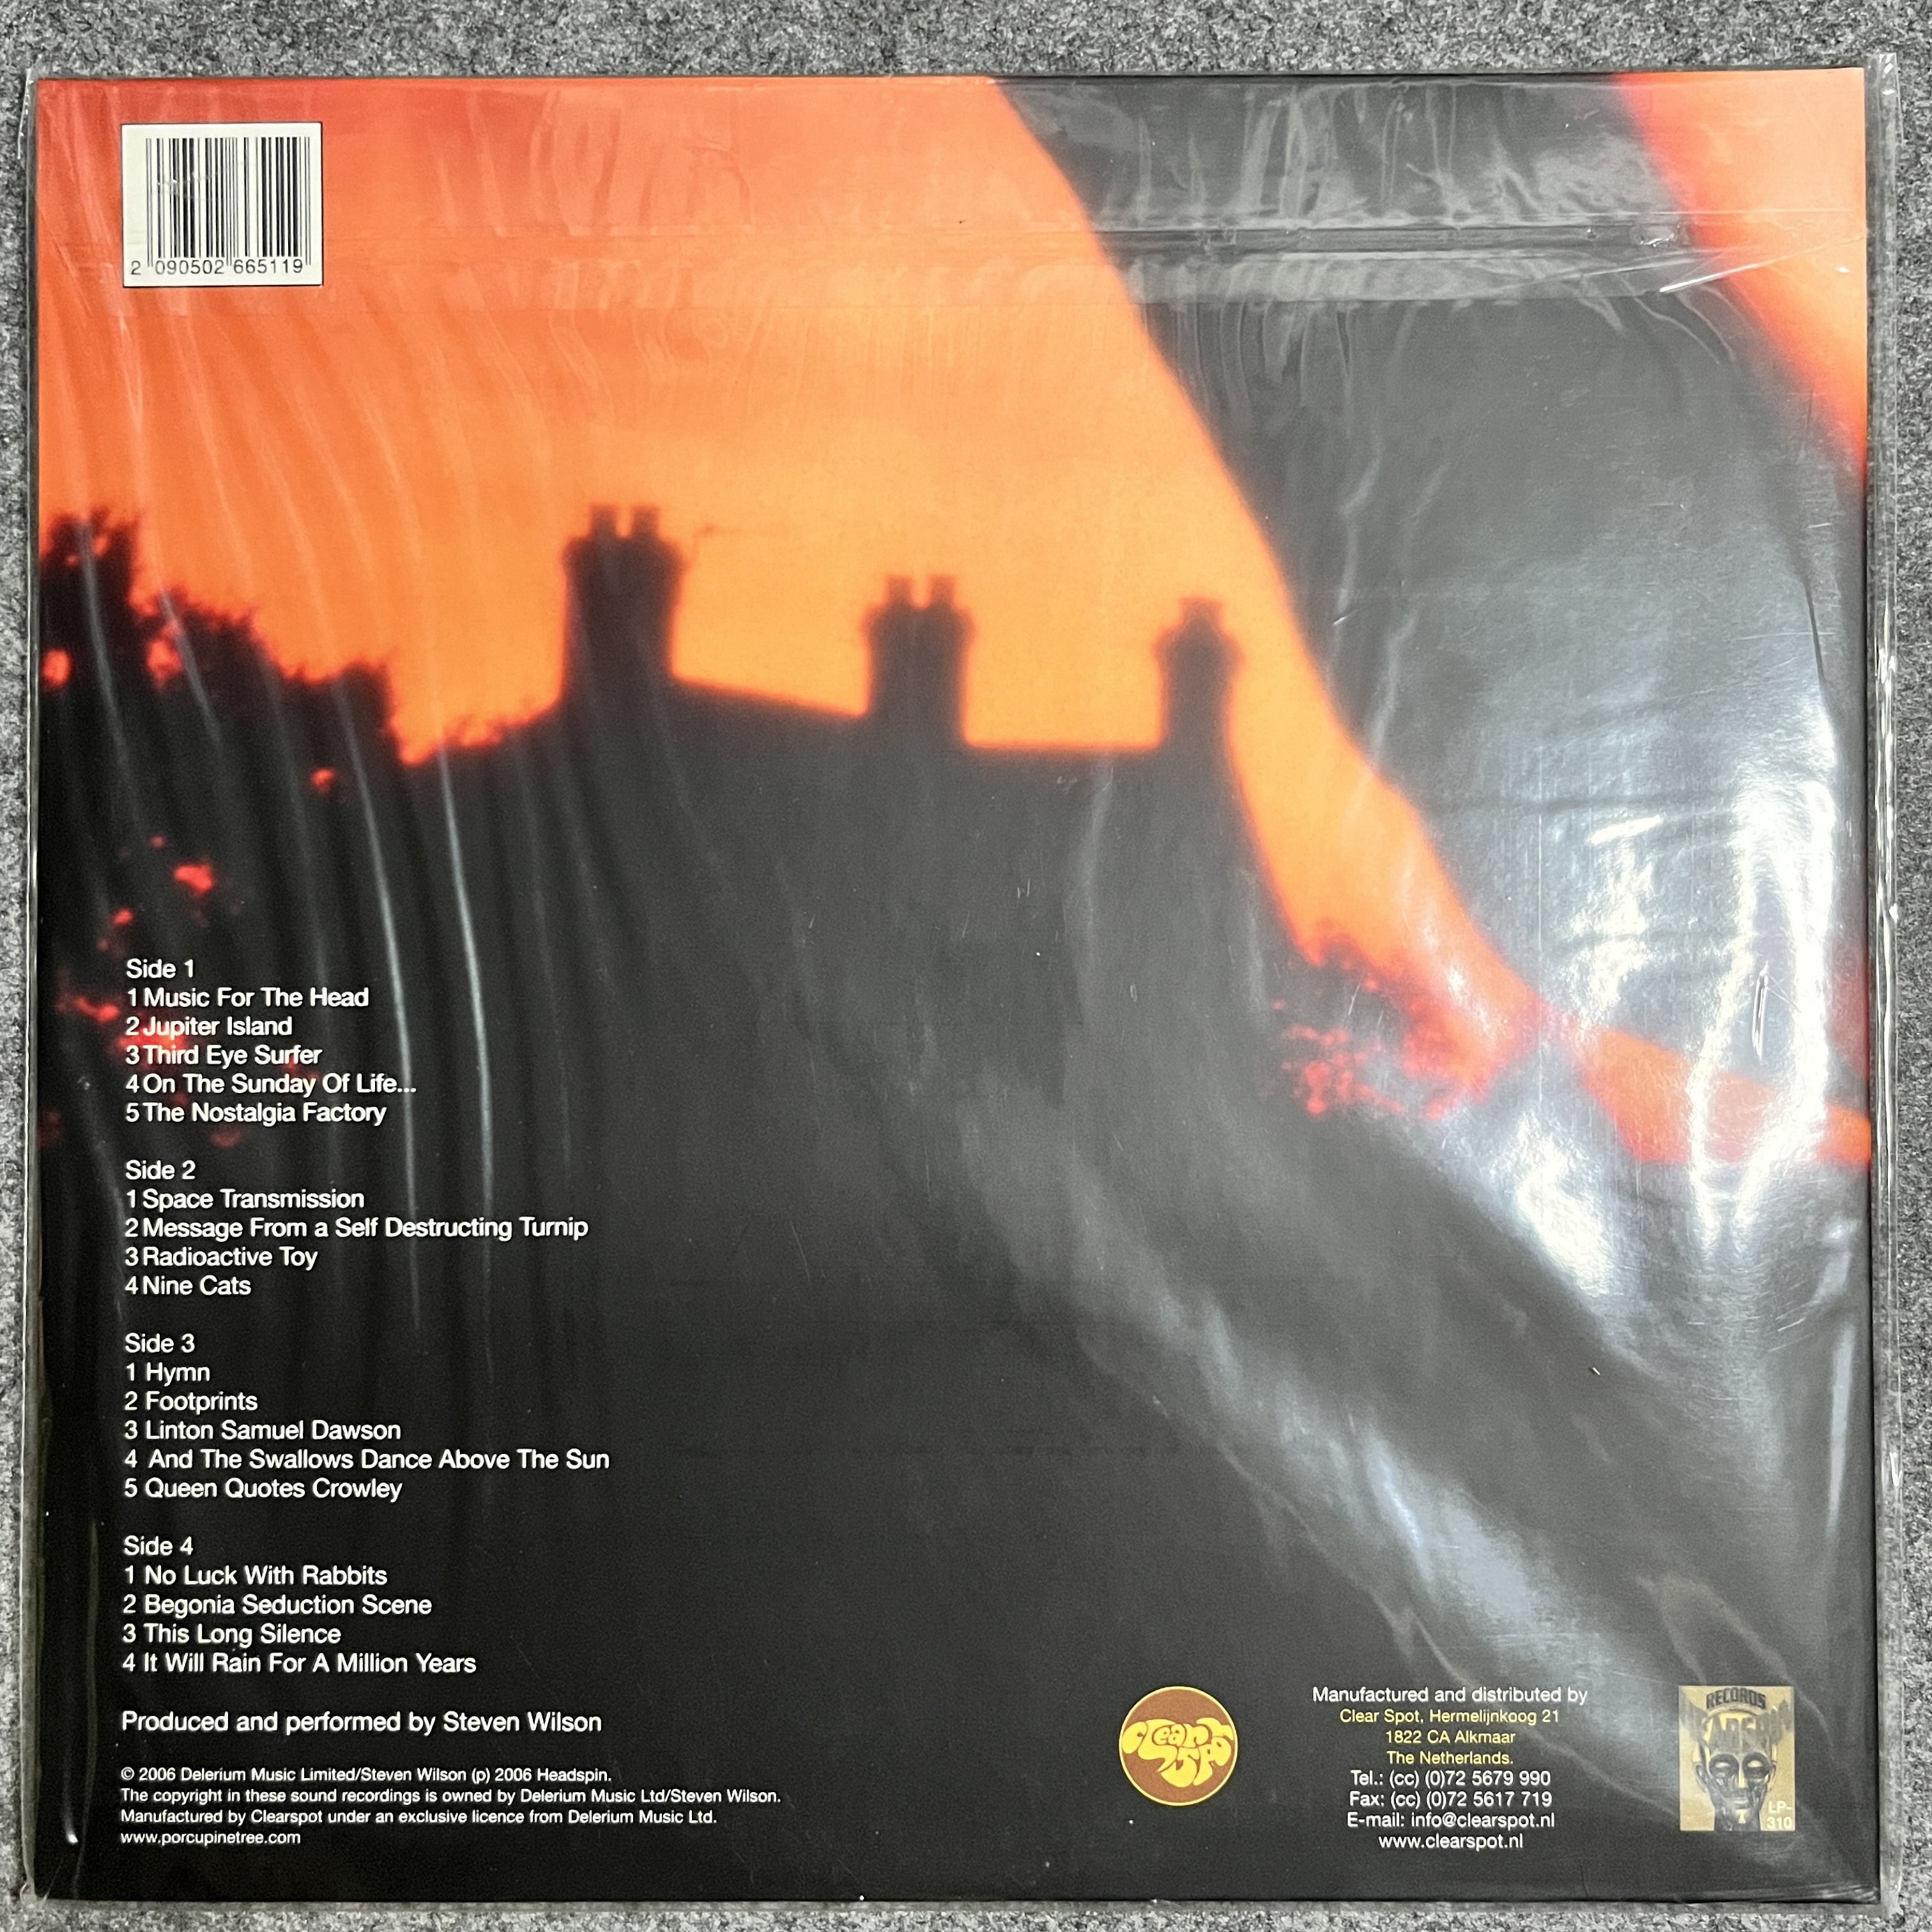 2 090502 665119
Side 1
1 Music For The Head
2 Jupiter Island
3 Third Eye Surfer
4 On The Sunday Of Life...
5 The Nostalgia Factory
Side 2
1 Space Transmission
2 Message From a Self Destructing Turnip
3 Radioactive Toy
4 Nine Cats
Side 3
1 Hymn
2 Footprints
3 Linton Samuel Dawson
4 And The Swallows Dance Above The Sun
5 Queen Quotes Crowley
Side 4
1 No Luck With Rabbits
2 Begonia Seduction Scene
3 This Long Silence
4 It Will Rain For A Million Years
Produced and performed by Steven Wilson
© 2006 Delerium Music Limited/Steven Wilson (p) 2006 Headspin.
The copyright in these sound recordings is owned by Delerium Music Ltd/Steven Wilson.
Manufactured by Clearspot under an exclusive licence from Delerium Music Ltd.
www.porcupinetree.com
Clear Spot
Manufactured and distributed by
Clear Spot, Hermelijnkoog 21
1822 CA Alkmaar
The Netherlands.
Tel.: (cc) (0)72 5679 990
Fax: (cc) (0)72 5617 719
E-mail: info@clearspot.nl
www.clearspot.nl
RECORDS
LP-
310